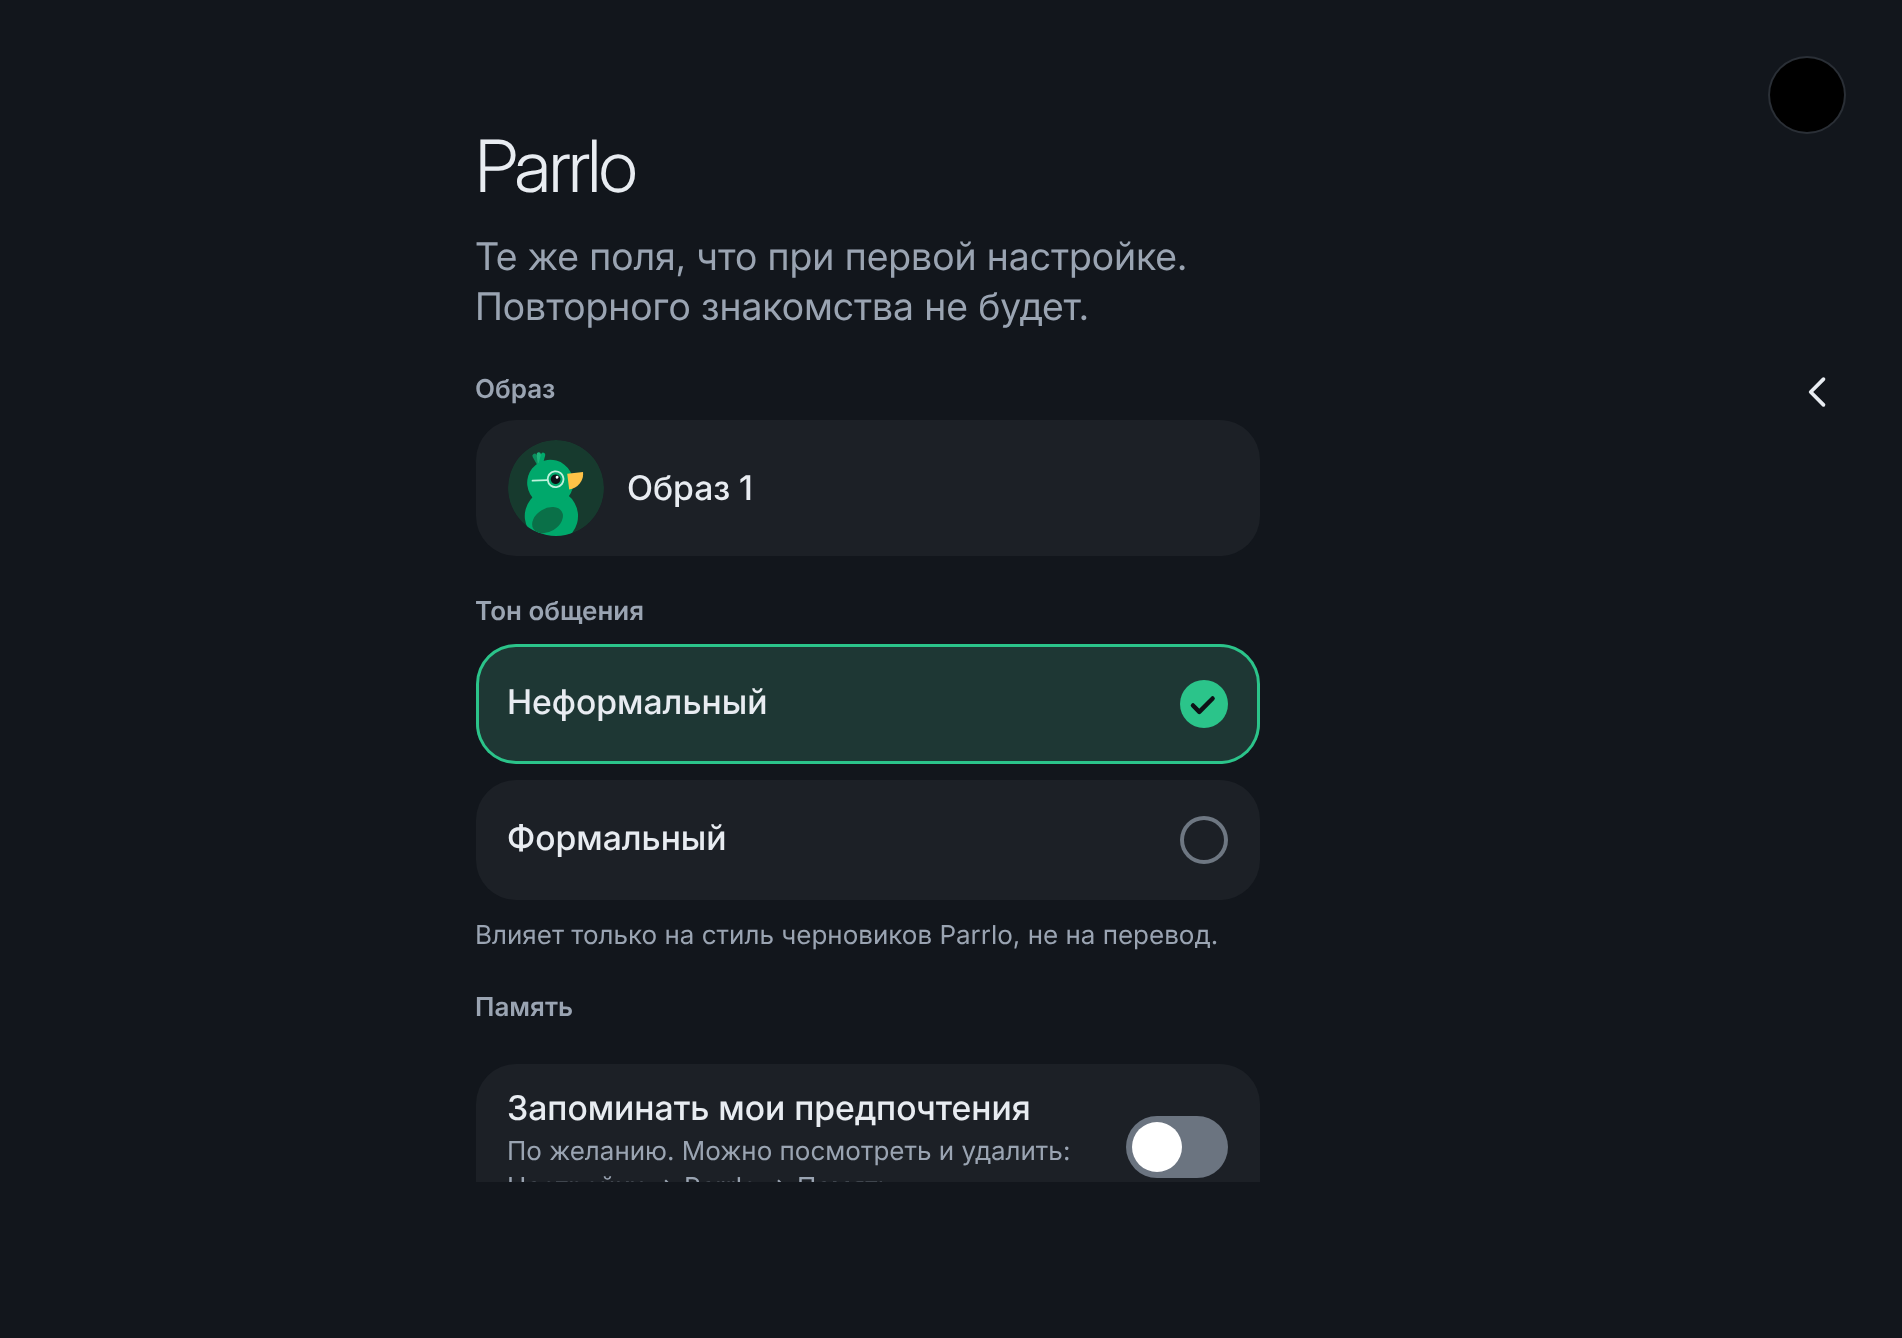 Parrlo
Те же поля, что при первой настройке.
Повторного знакомства не будет.
Образ
Образ 1
Тон общения
Неформальный
Формальный
Влияет только на стиль черновиков Parrlo, не на перевод.
Память
Запоминать мои предпочтения
По желанию. Можно посмотреть и удалить: